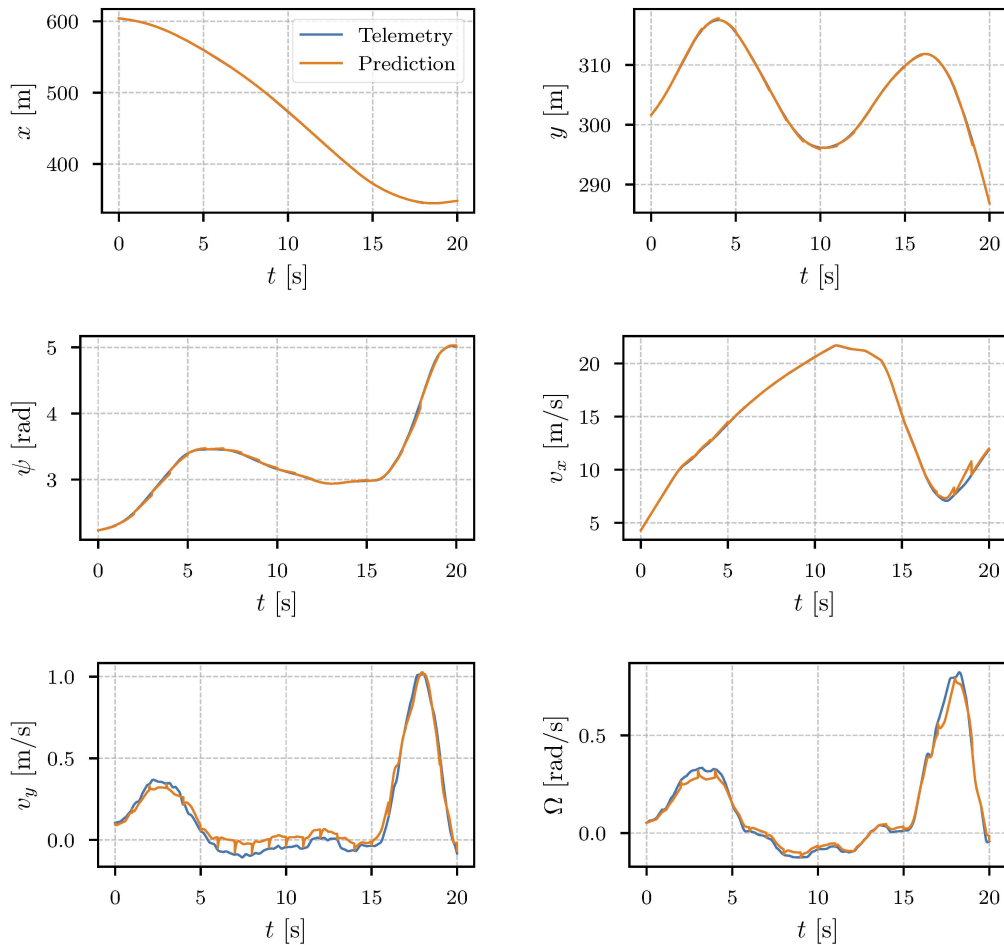 600
500
400
x [m]
Telemetry
Prediction
0 5 10 15 20
t [s]
310
300
290
y [m]
0 5 10 15 20
t [s]
5
4
3
ψ [rad]
0 5 10 15 20
t [s]
20
15
10
5
v_x [m/s]
0 5 10 15 20
t [s]
1.0
0.5
0.0
v_y [m/s]
0 5 10 15 20
t [s]
0.5
0.0
Ω [rad/s]
0 5 10 15 20
t [s]